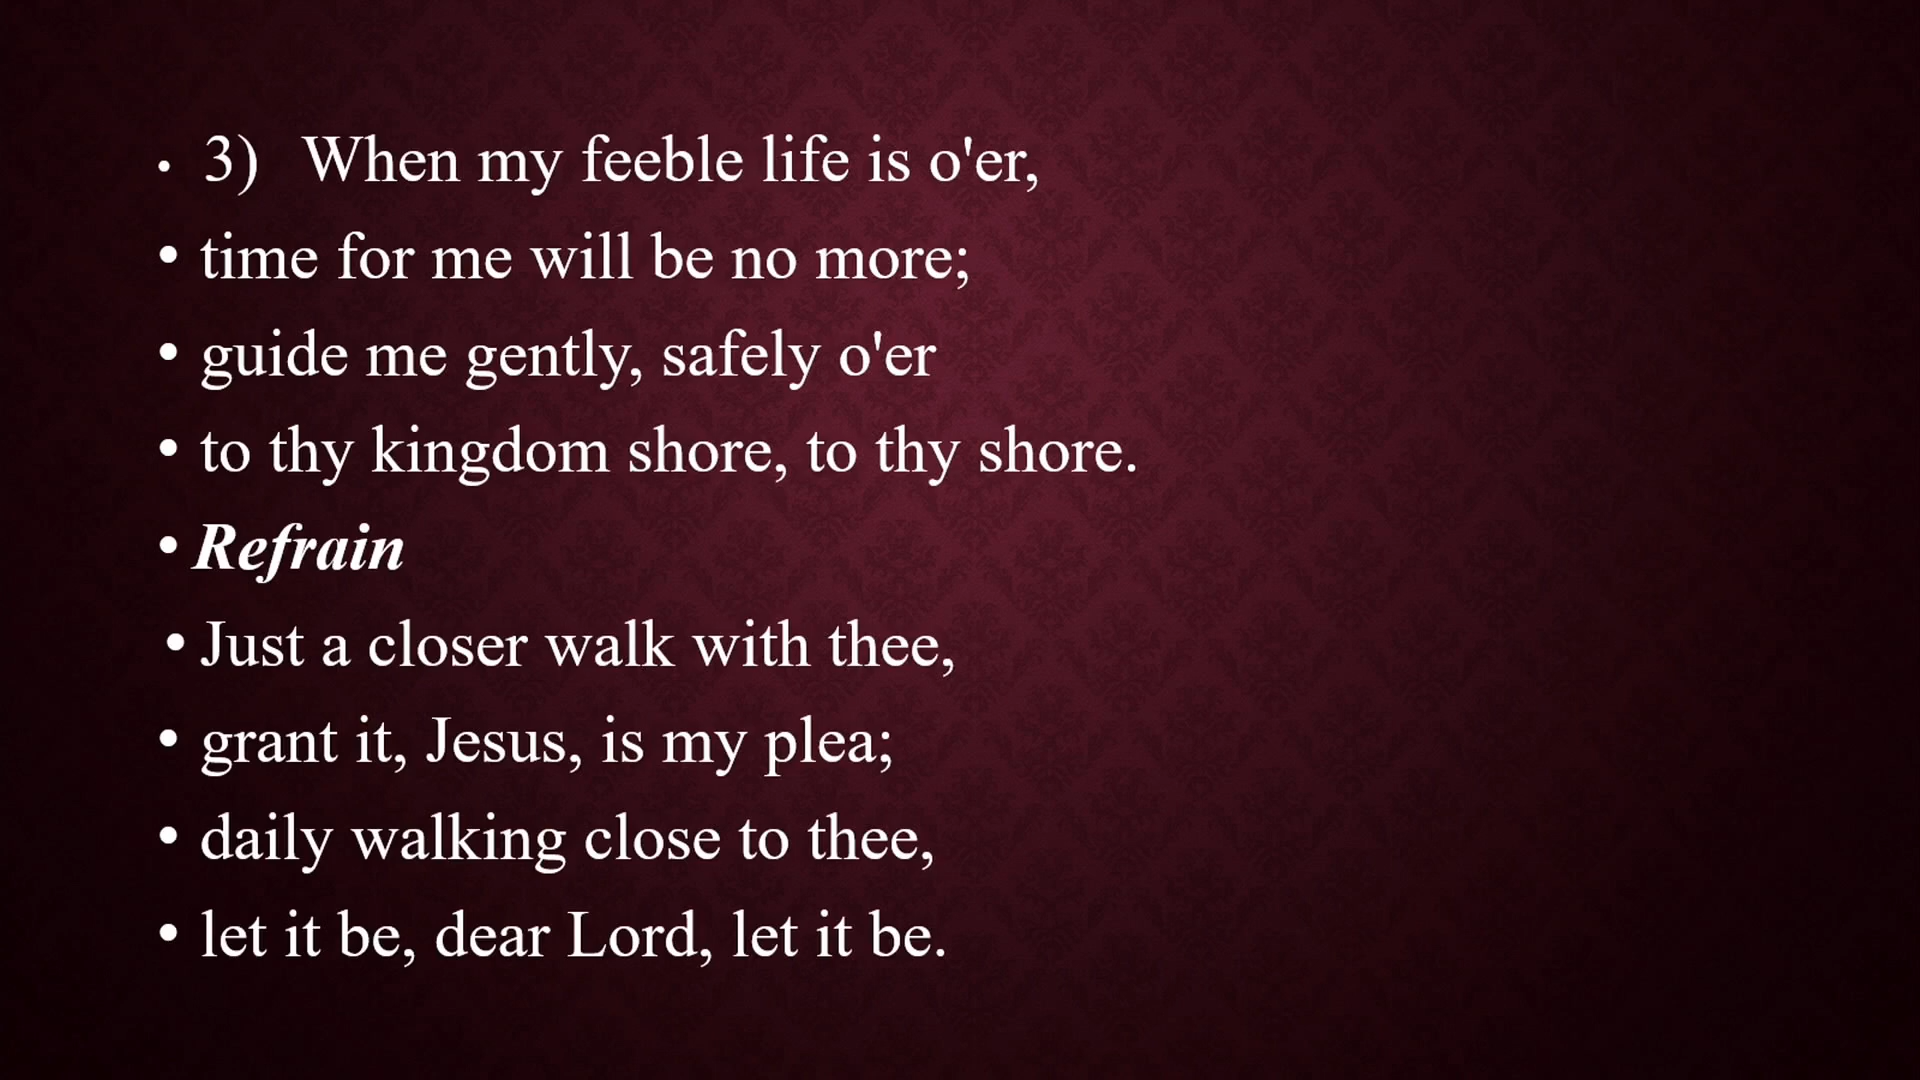 • 3) When my feeble life is o'er,
• time for me will be no more;
• guide me gently, safely o'er
• to thy kingdom shore, to thy shore.
• Refrain
• Just a closer walk with thee,
• grant it, Jesus, is my plea;
• daily walking close to thee,
• let it be, dear Lord, let it be.